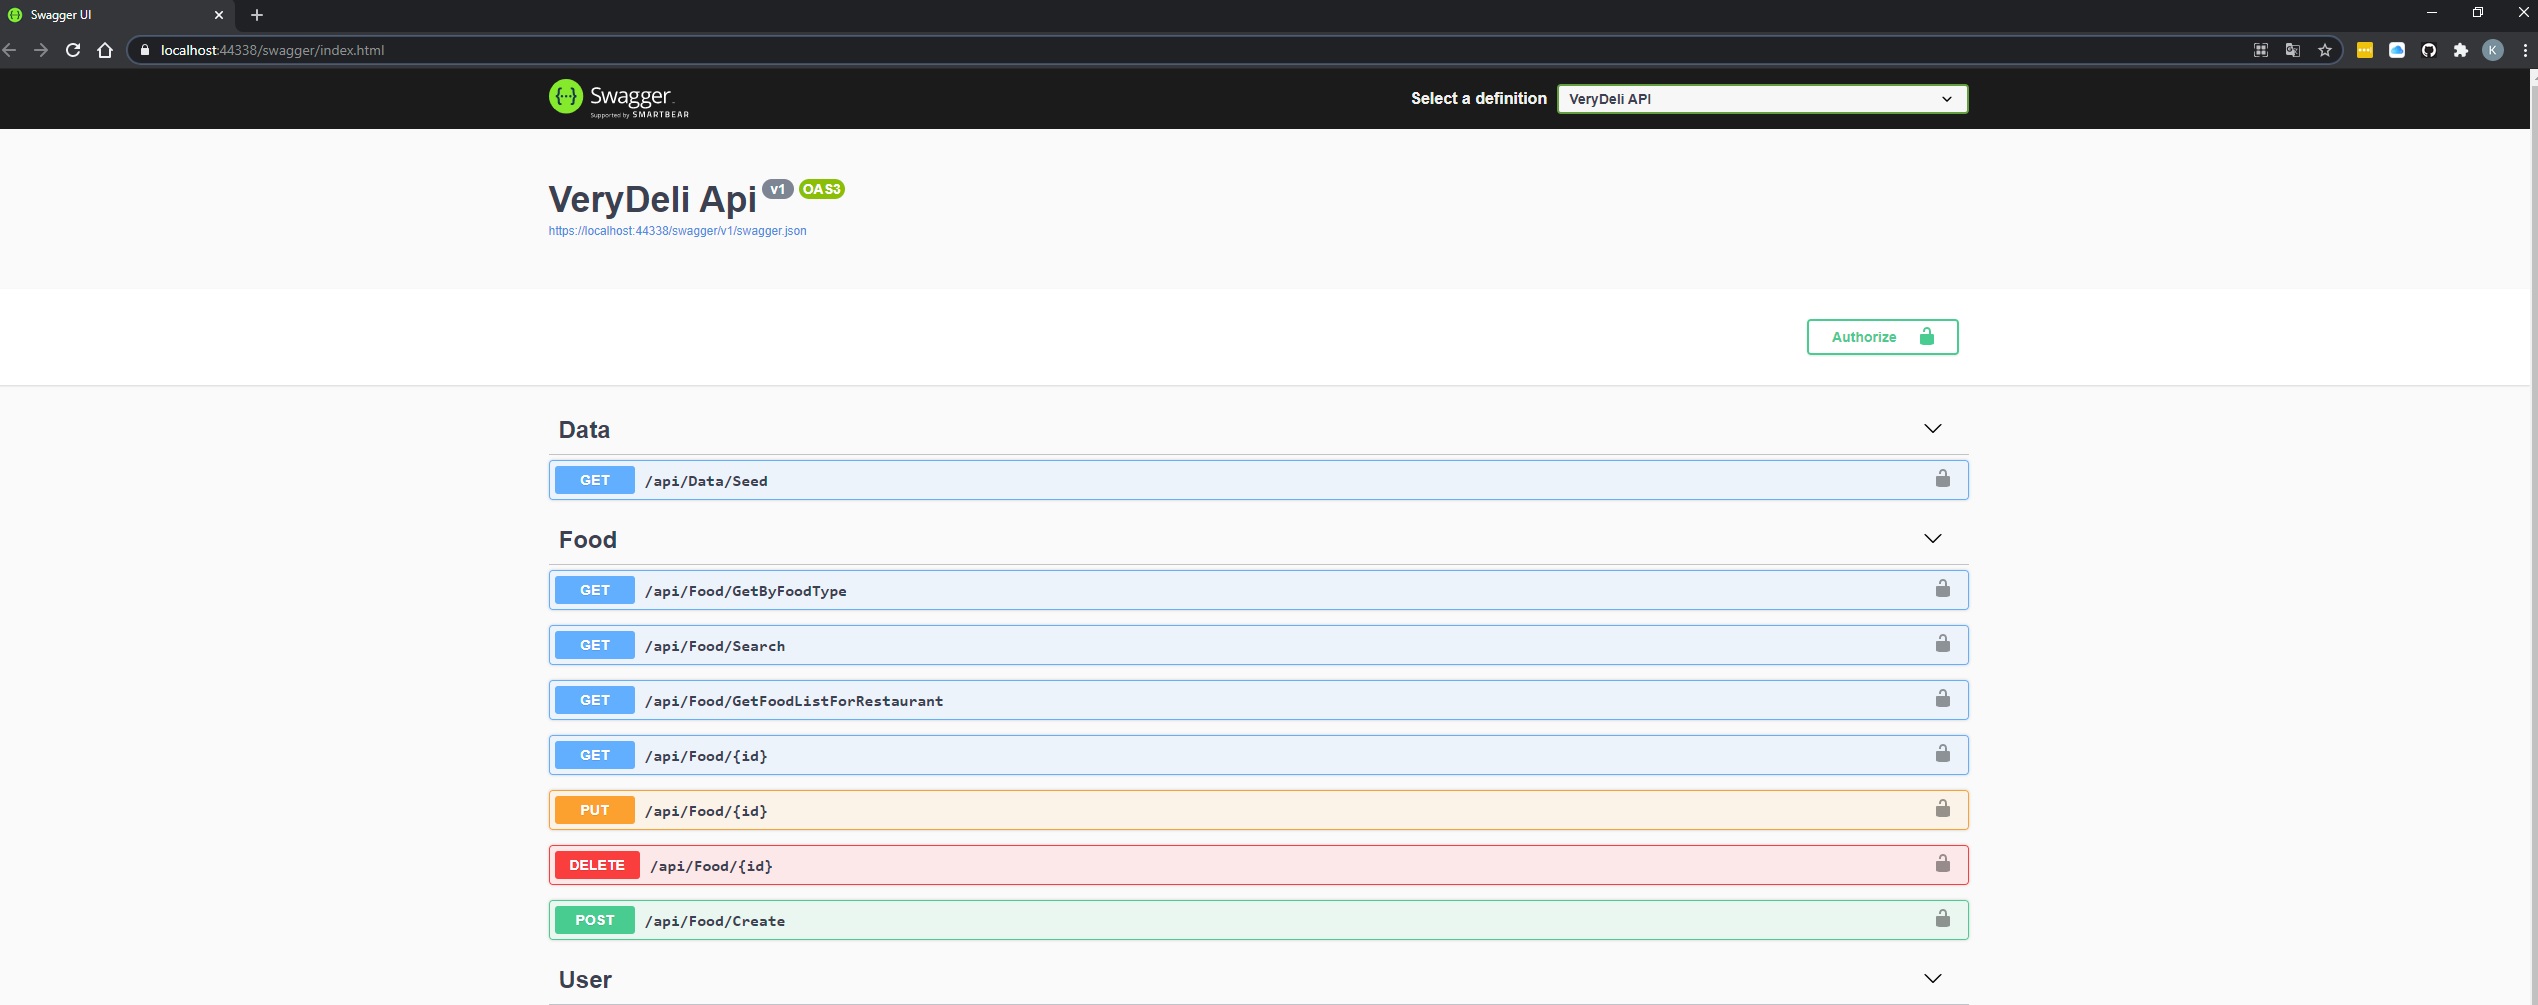 Swagger UI
localhost:44338/swagger/index.html
K
Swagger
Supported by SMARTBEAR
Select a definition
VeryDeli API
VeryDeli Api v1 OAS3
https://localhost:44338/swagger/v1/swagger.json
Authorize
Data
GET /api/Data/Seed
Food
GET /api/Food/GetByFoodType
GET /api/Food/Search
GET /api/Food/GetFoodListForRestaurant
GET /api/Food/{id}
PUT /api/Food/{id}
DELETE /api/Food/{id}
POST /api/Food/Create
User